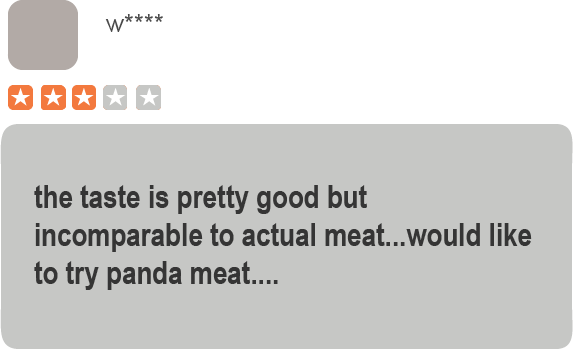 w****
the taste is pretty good but
incomparable to actual meat...would like
to try panda meat....